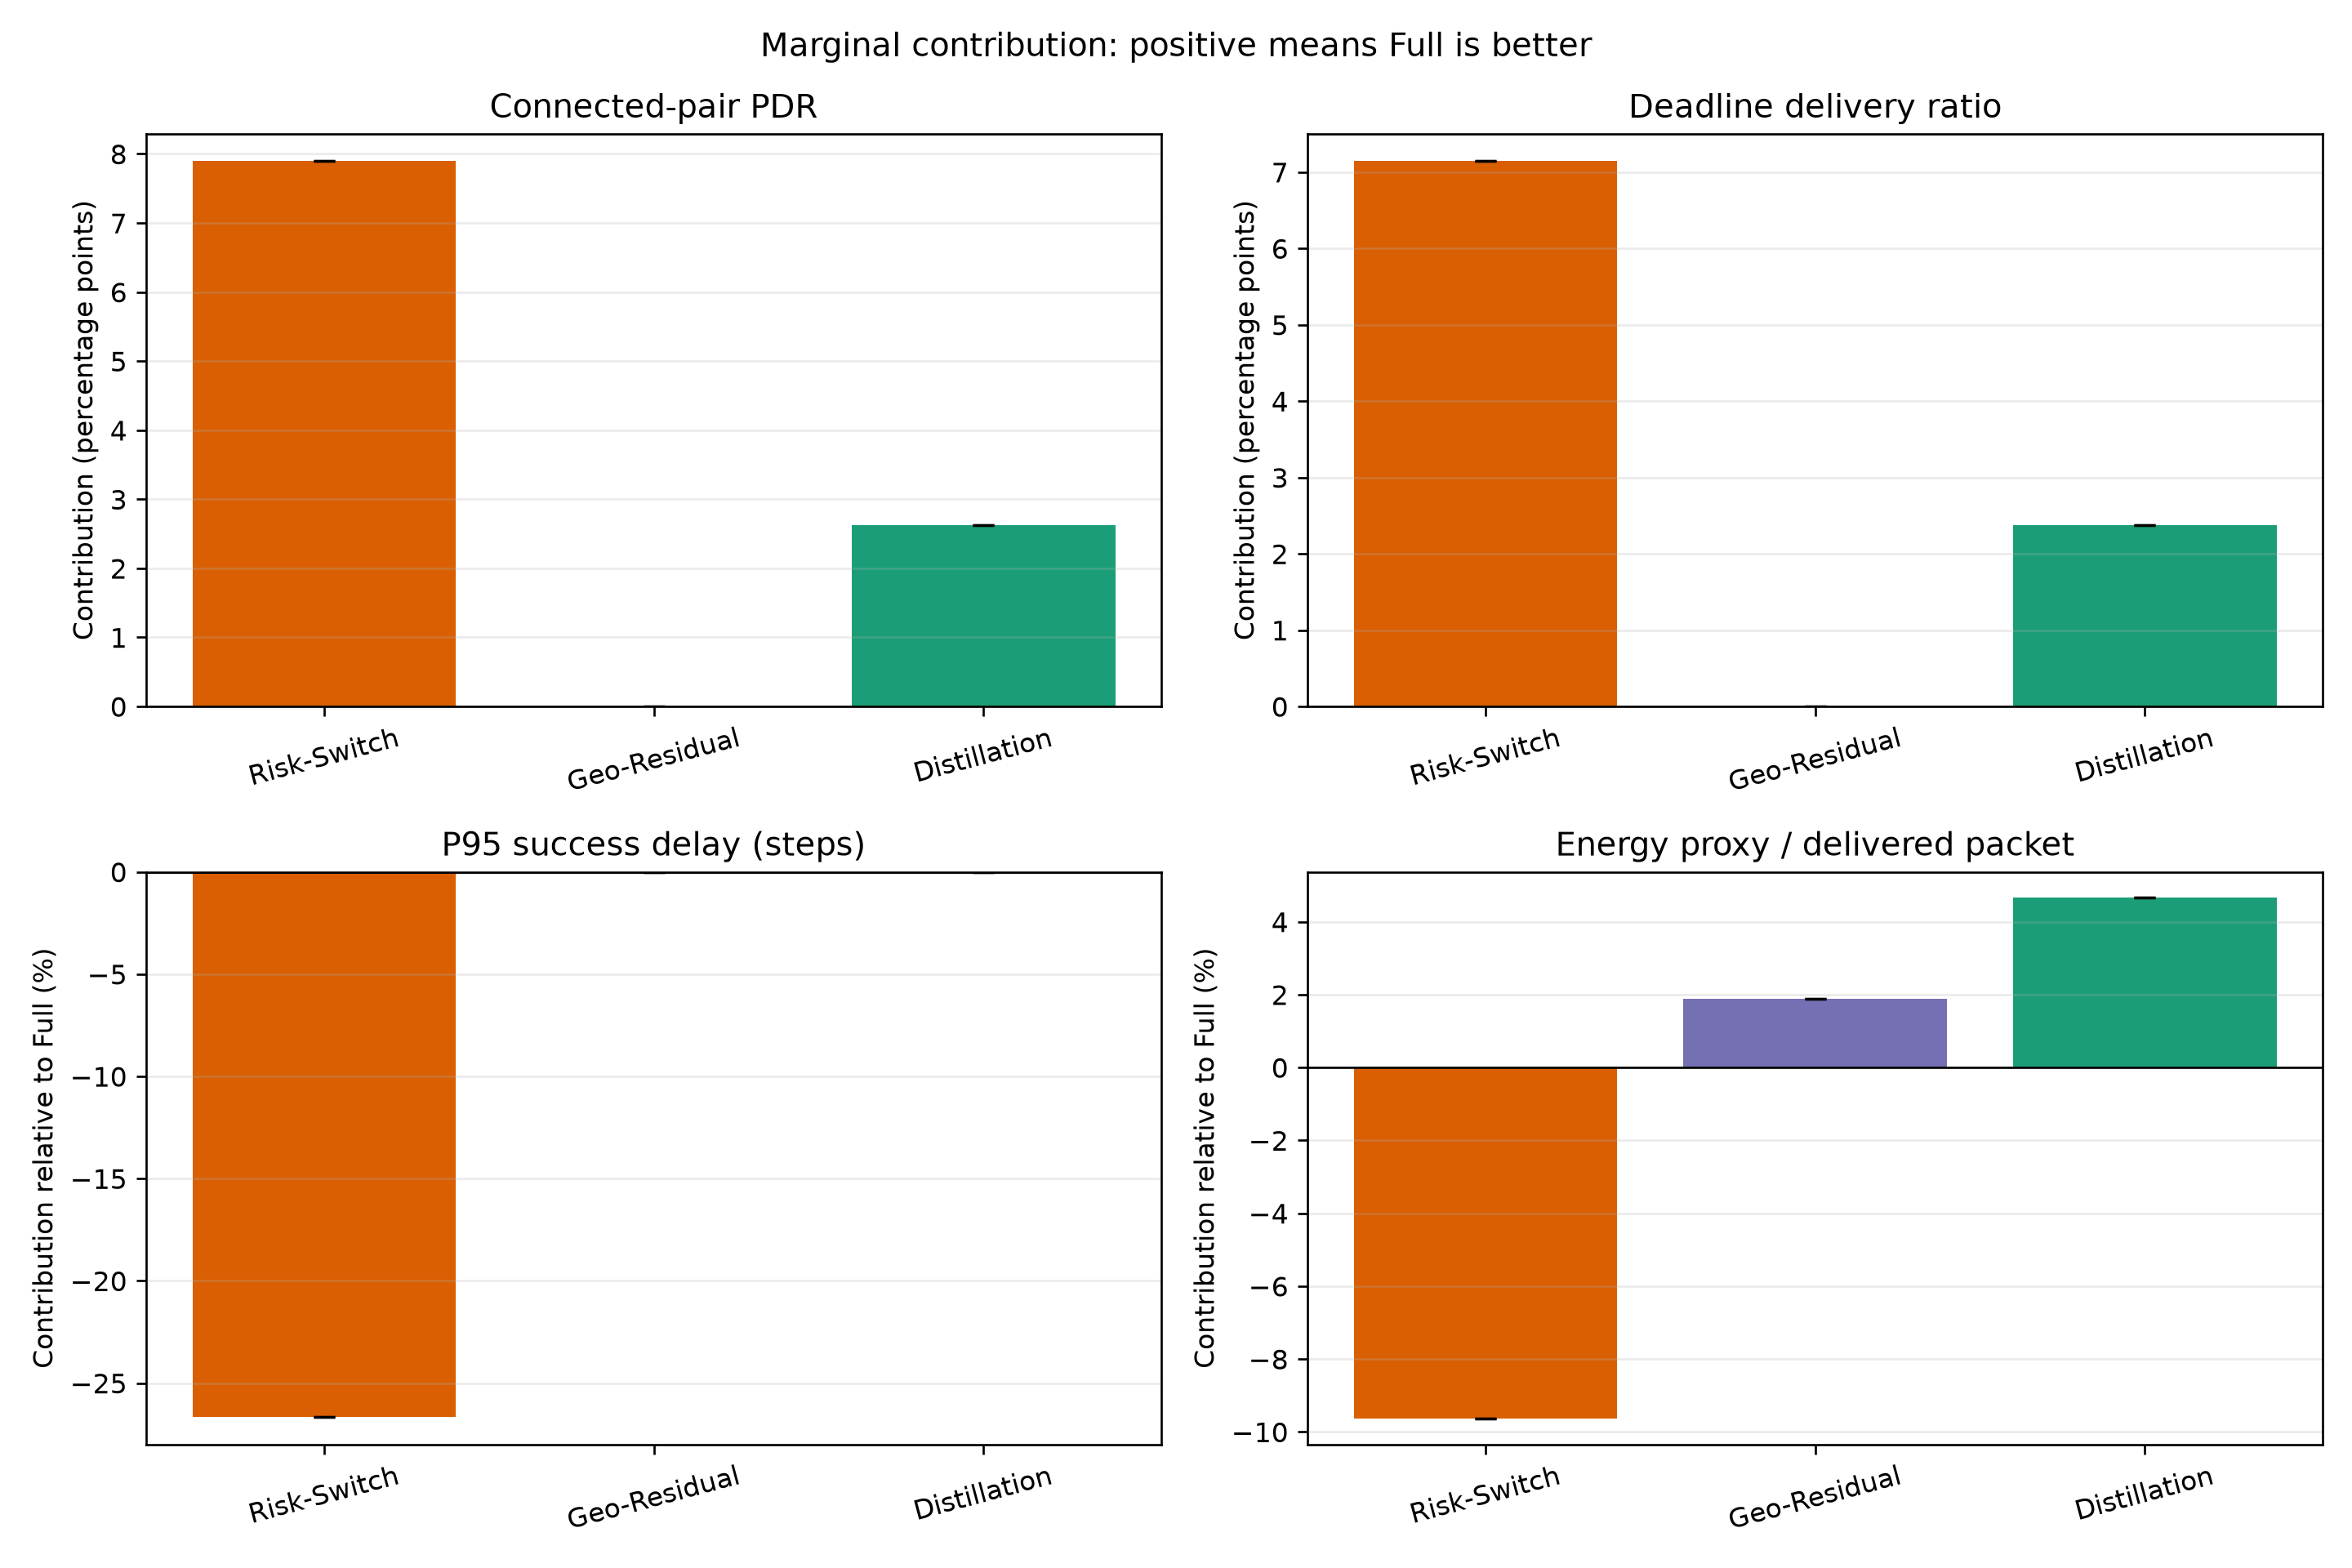 Marginal contribution: positive means Full is better
Connected-pair PDR
Contribution (percentage points)
8
7
6
5
4
3
2
1
0
Risk-Switch
Geo-Residual
Distillation
Deadline delivery ratio
Contribution (percentage points)
7
6
5
4
3
2
1
0
Risk-Switch
Geo-Residual
Distillation
P95 success delay (steps)
Contribution relative to Full (%)
0
−5
−10
−15
−20
−25
Risk-Switch
Geo-Residual
Distillation
Energy proxy / delivered packet
Contribution relative to Full (%)
4
2
0
−2
−4
−6
−8
−10
Risk-Switch
Geo-Residual
Distillation